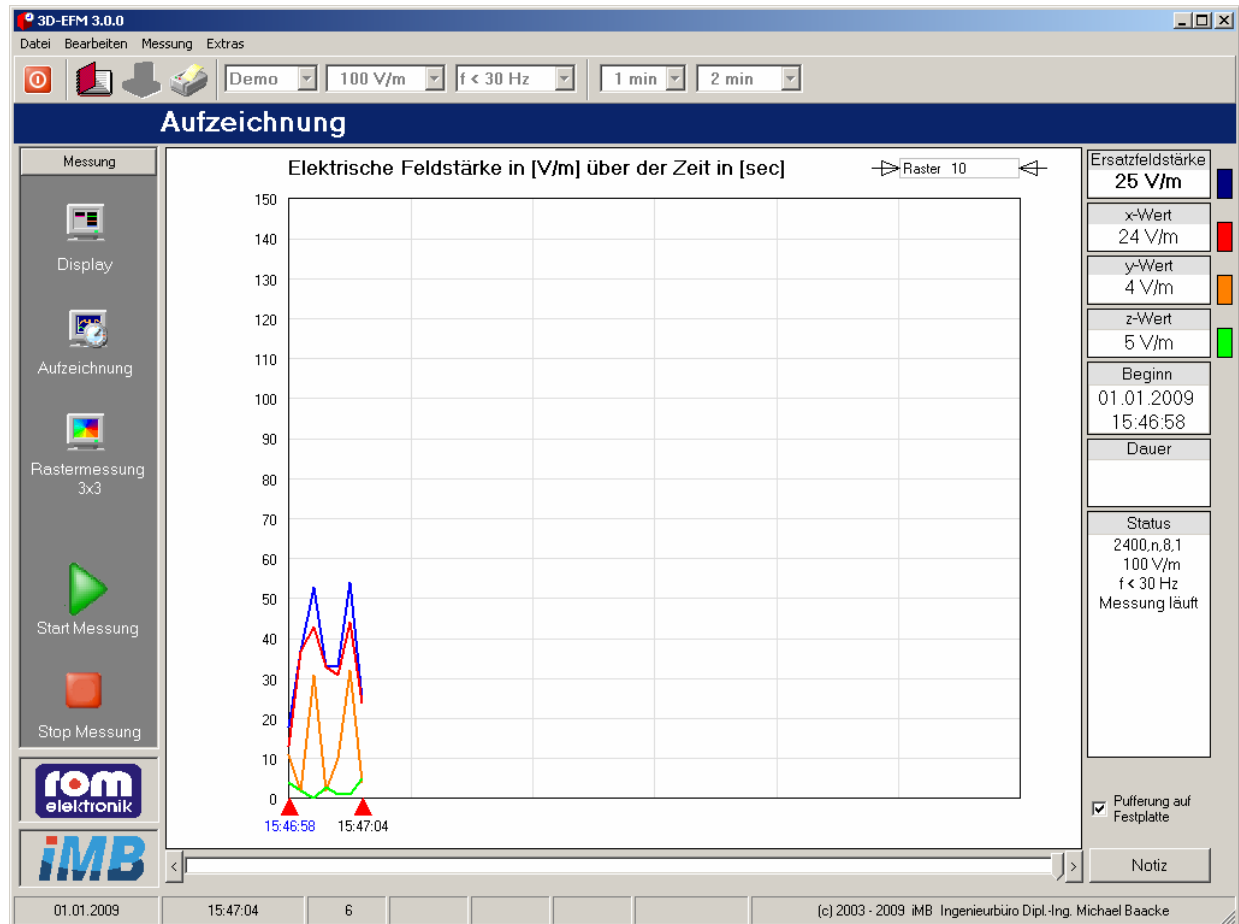 3D-EFM 3.0.0
Datei Bearbeiten Messung Extras
Demo 100 V/m f < 30 Hz 1 min 2 min
Aufzeichnung
Messung
Display
Aufzeichnung
Rastermessung
3x3
Start Messung
Stop Messung
rom
elektronik
iMB
Elektrische Feldstärke in [V/m] über der Zeit in [sec]
Raster 10
150
140
130
120
110
100
90
80
70
60
50
40
30
20
10
0
15:46:58 15:47:04
Ersatzfeldstärke
25 V/m
x-Wert
24 V/m
y-Wert
4 V/m
z-Wert
5 V/m
Beginn
01.01.2009
15:46:58
Dauer
Status
2400,n,8,1
100 V/m
f < 30 Hz
Messung läuft
Pufferung auf
Festplatte
Notiz
01.01.2009 15:47:04 6 (c) 2003 - 2009 iMB Ingenieurbüro Dipl.-Ing. Michael Baacke